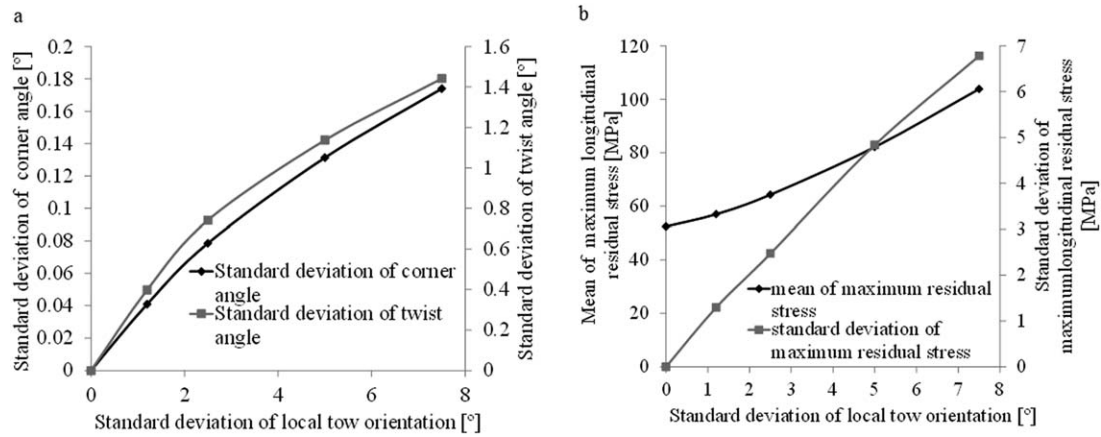 a
Standard deviation of corner angle [°]
0.2
0.18
0.16
0.14
0.12
0.1
0.08
0.06
0.04
0.02
0
1.6
1.4
1.2
1
0.8
0.6
0.4
0.2
0
Standard deviation of twist angle [°]
Standard deviation of corner
angle
Standard deviation of twist
angle
0 2 4 6 8
Standard deviation of local tow orientation [°]
b
Mean of maximum longitudinal
residual stress [MPa]
120
100
80
60
40
20
0
7
6
5
4
3
2
1
0
Standard deviation of
maximumlongitudinal residual stress
[MPa]
mean of maximum residual
stress
standard deviation of
maximum residual stress
0 1 2 3 4 5 6 7 8
Standard deviation of local tow orientation [°]